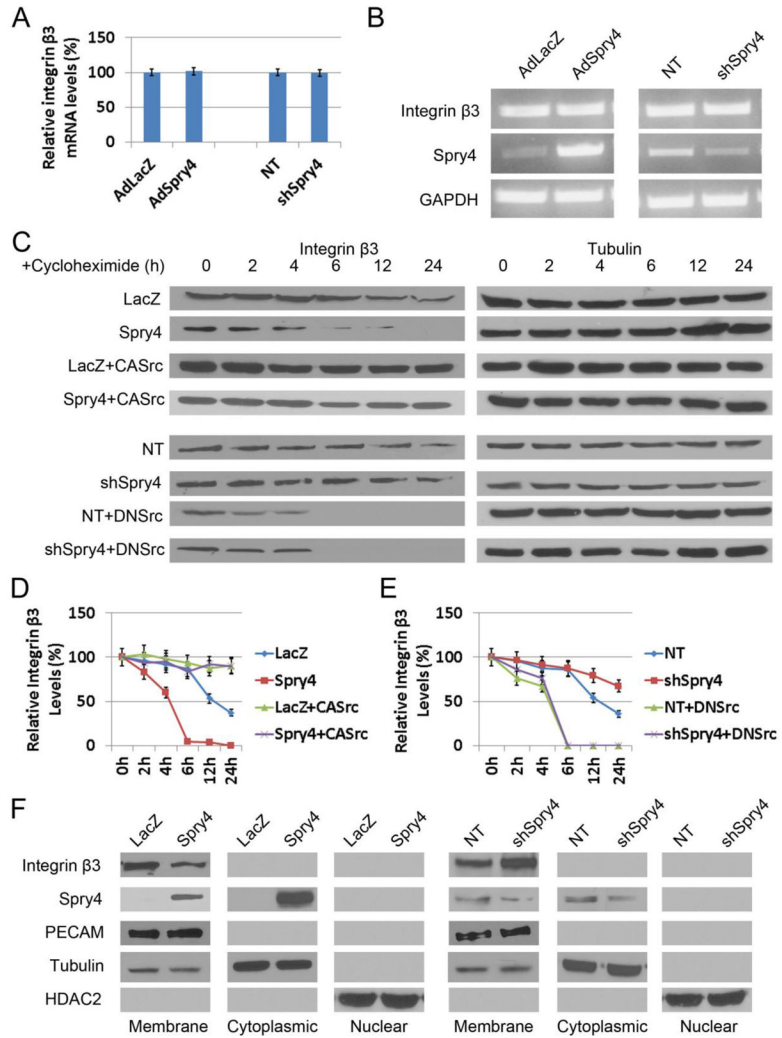 A
Relative integrin β3
mRNA levels (%)
150
100
50
0
AdLacZ
AdSpry4
NT
shSpry4
B
AdLacZ
AdSpry4
NT
shSpry4
Integrin β3
Spry4
GAPDH
C
Integrin β3
Tubulin
+Cycloheximide (h) 0 2 4 6 12 24 0 2 4 6 12 24
LacZ
Spry4
LacZ+CASrc
Spry4+CASrc
NT
shSpry4
NT+DNSrc
shSpry4+DNSrc
D
Relative Integrin β3
Levels (%)
150
100
50
0
0h 2h 4h 6h 12h 24h
LacZ
Spry4
LacZ+CASrc
Spry4+CASrc
E
Relative Integrin β3
Levels (%)
150
100
50
0
0h 2h 4h 6h 12h 24h
NT
shSpry4
NT+DNSrc
shSpry4+DNSrc
F
LacZ Spry4 LacZ Spry4 LacZ Spry4 NT shSpry4 NT shSpry4 NT shSpry4
Integrin β3
Spry4
PECAM
Tubulin
HDAC2
Membrane Cytoplasmic Nuclear Membrane Cytoplasmic Nuclear